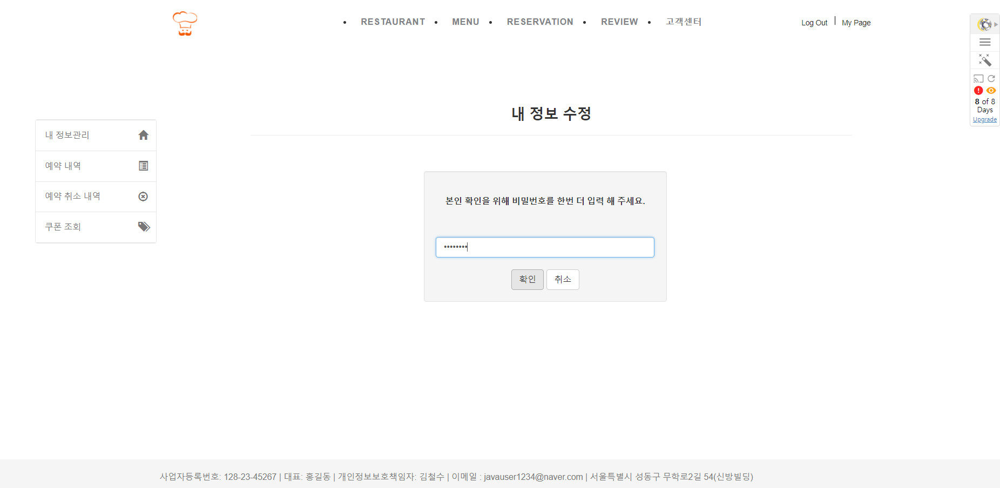 RESTAURANT MENU RESERVATION REVIEW 고객센터 Log Out My Page
8 of 8
Days
Upgrade
내 정보 수정
내 정보관리
예약 내역
예약 취소 내역
쿠폰 조회
본인 확인을 위해 비밀번호를 한번 더 입력 해 주세요.
••••••••
확인 취소
사업자등록번호: 128-23-45267 | 대표: 홍길동 | 개인정보보호책임자: 김철수 | 이메일 : javauser1234@naver.com | 서울특별시 성동구 무학로2길 54(신방빌딩)